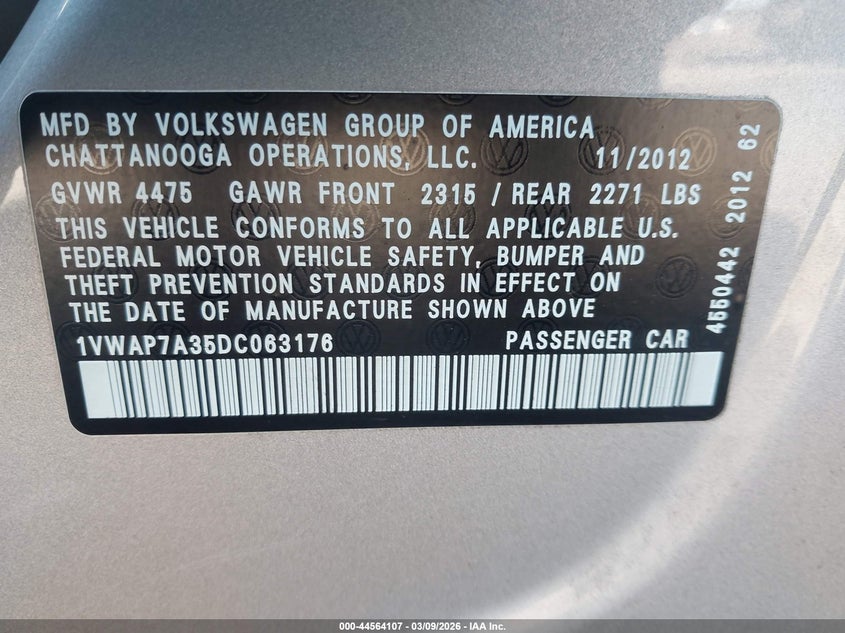 MFD BY VOLKSWAGEN GROUP OF AMERICA
CHATTANOOGA OPERATIONS, LLC. 11/2012
GVWR 4475 GAWR FRONT 2315 / REAR 2271 LBS
THIS VEHICLE CONFORMS TO ALL APPLICABLE U.S.
FEDERAL MOTOR VEHICLE SAFETY, BUMPER AND
THEFT PREVENTION STANDARDS IN EFFECT ON
THE DATE OF MANUFACTURE SHOWN ABOVE
1VWAP7A35DC063176 PASSENGER CAR
4550442 2012 62
000-44564107 - 03/09/2026 - IAA Inc.